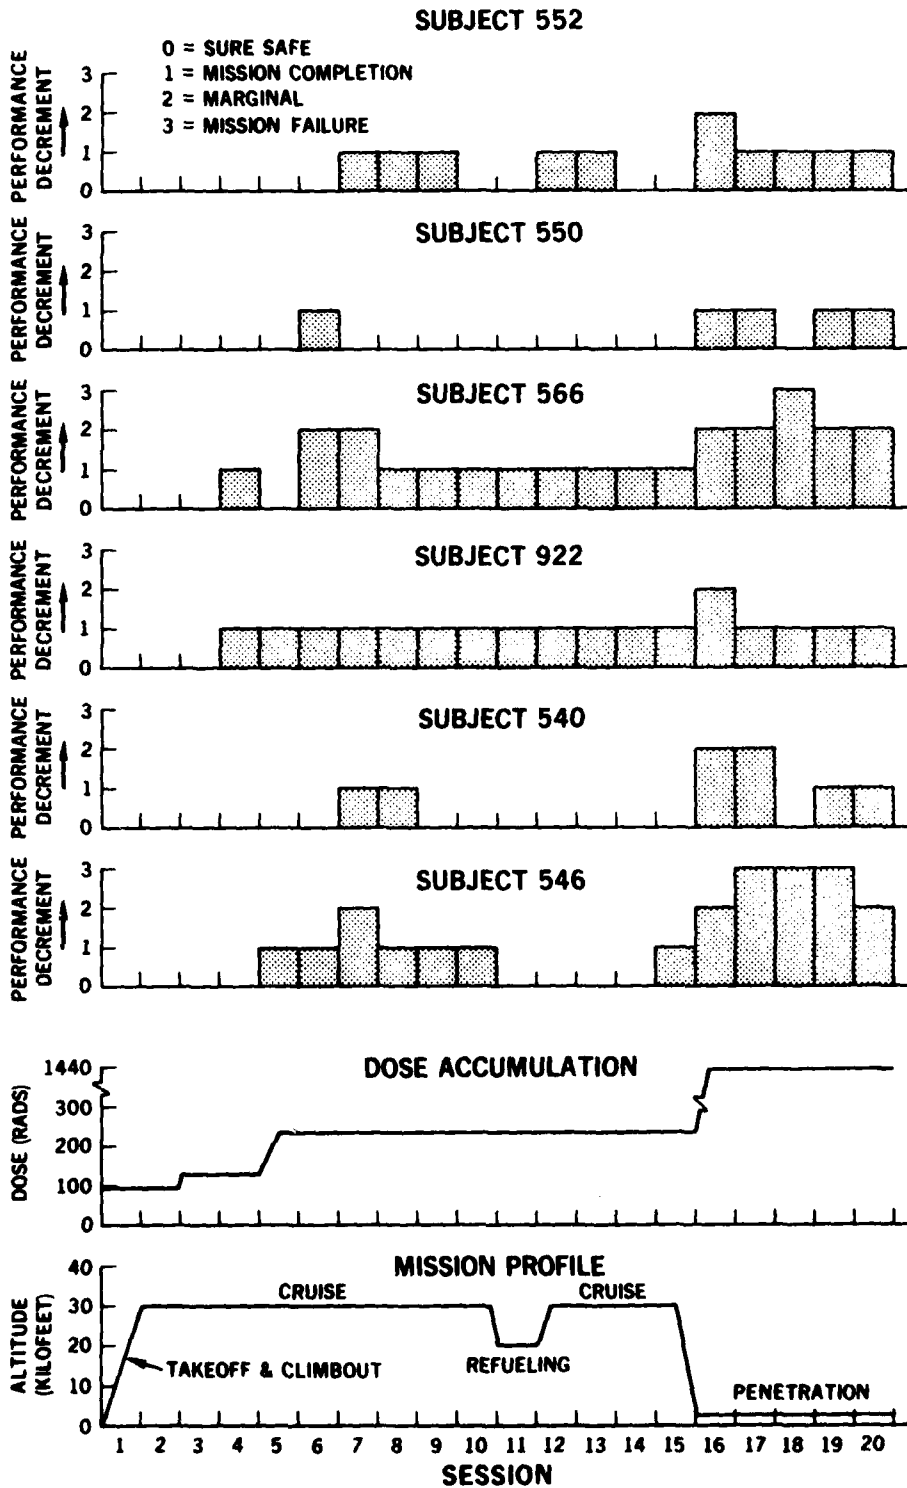 SUBJECT 552
0 = SURE SAFE
1 = MISSION COMPLETION
2 = MARGINAL
3 = MISSION FAILURE
PERFORMANCE
DECREMENT
3
2
1
0
SUBJECT 550
PERFORMANCE
DECREMENT
3
2
1
0
SUBJECT 566
PERFORMANCE
DECREMENT
3
2
1
0
SUBJECT 922
PERFORMANCE
DECREMENT
3
2
1
0
SUBJECT 540
PERFORMANCE
DECREMENT
3
2
1
0
SUBJECT 546
PERFORMANCE
DECREMENT
3
2
1
0
DOSE ACCUMULATION
DOSE (RADS)
1440
300
200
100
0
MISSION PROFILE
ALTITUDE
(KILOFEET)
40
30
20
10
0
CRUISE
CRUISE
TAKEOFF & CLIMBOUT
REFUELING
PENETRATION
1 2 3 4 5 6 7 8 9 10 11 12 13 14 15 16 17 18 19 20
SESSION